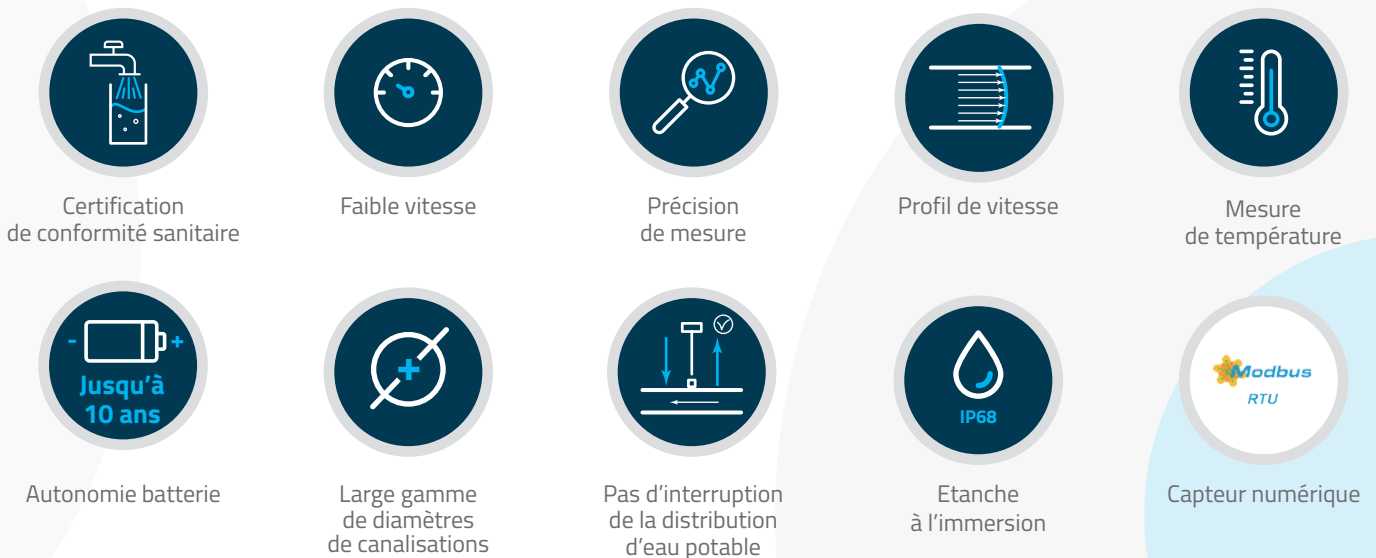 Certification
de conformité sanitaire
Faible vitesse
Précision
de mesure
Profil de vitesse
Mesure
de température
- +
Jusqu'à
10 ans
Autonomie batterie
+
Large gamme
de diamètres
de canalisations
Pas d'interruption
de la distribution
d'eau potable
IP68
Etanche
à l'immersion
Modbus
RTU
Capteur numérique